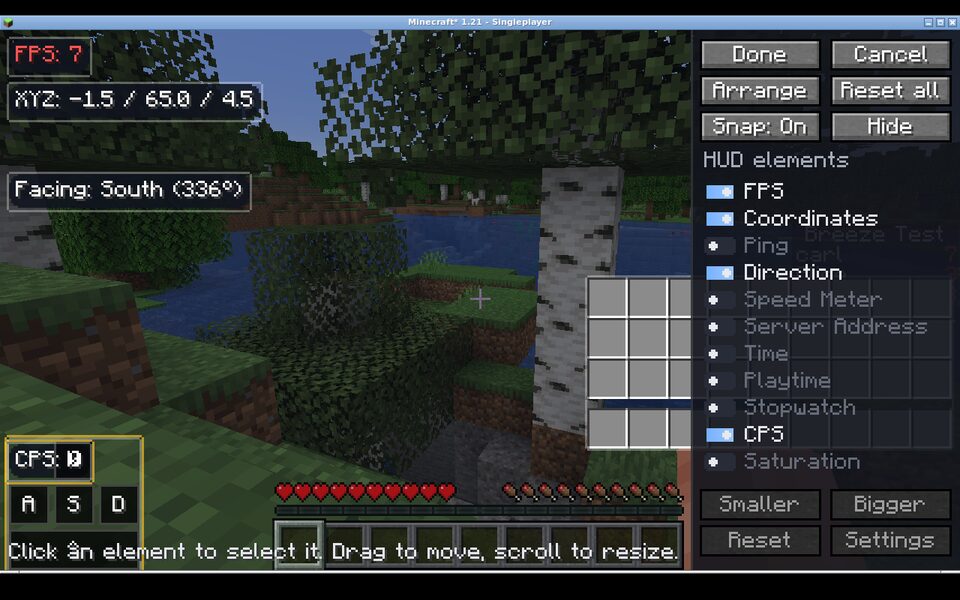 Minecraft* 1.21 - Singleplayer
FPS: 7
XYZ: -1.5 / 65.0 / 4.5
Facing: South (336°)
CPS: 0
A S D
Click an element to select it. Drag to move, scroll to resize.
Done Cancel
Arrange Reset all
Snap: On Hide
HUD elements
FPS
Coordinates
Ping
Direction
Speed Meter
Server Address
Time
Playtime
Stopwatch
CPS
Saturation
Smaller Bigger
Reset Settings